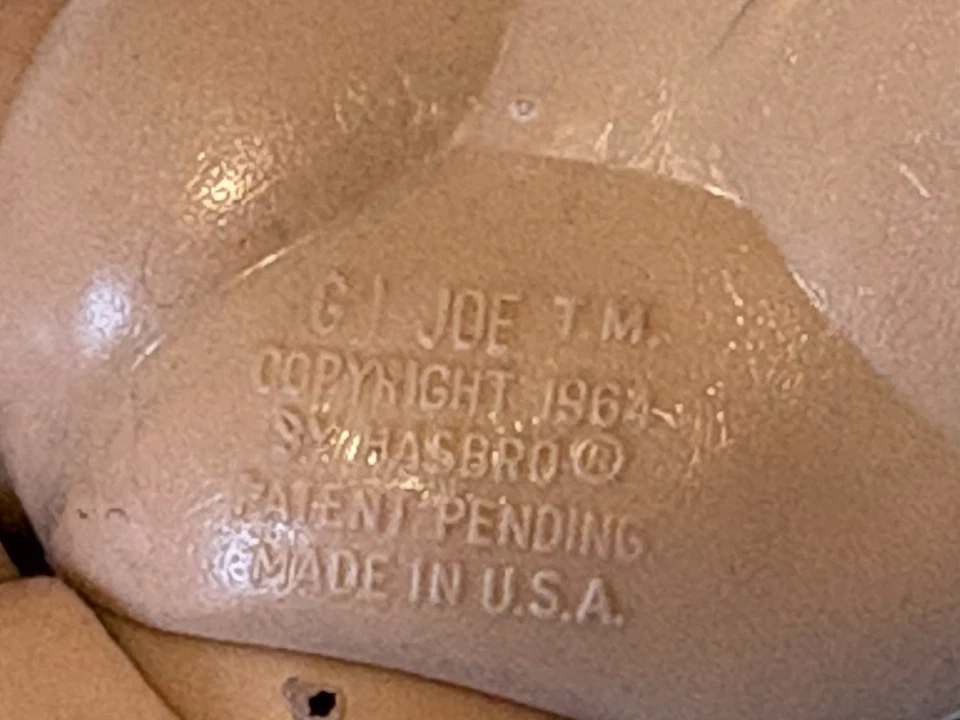 G.I. JOE T.M.
COPYRIGHT 1964
BY HASBRO ®
PATENT PENDING
MADE IN U.S.A.